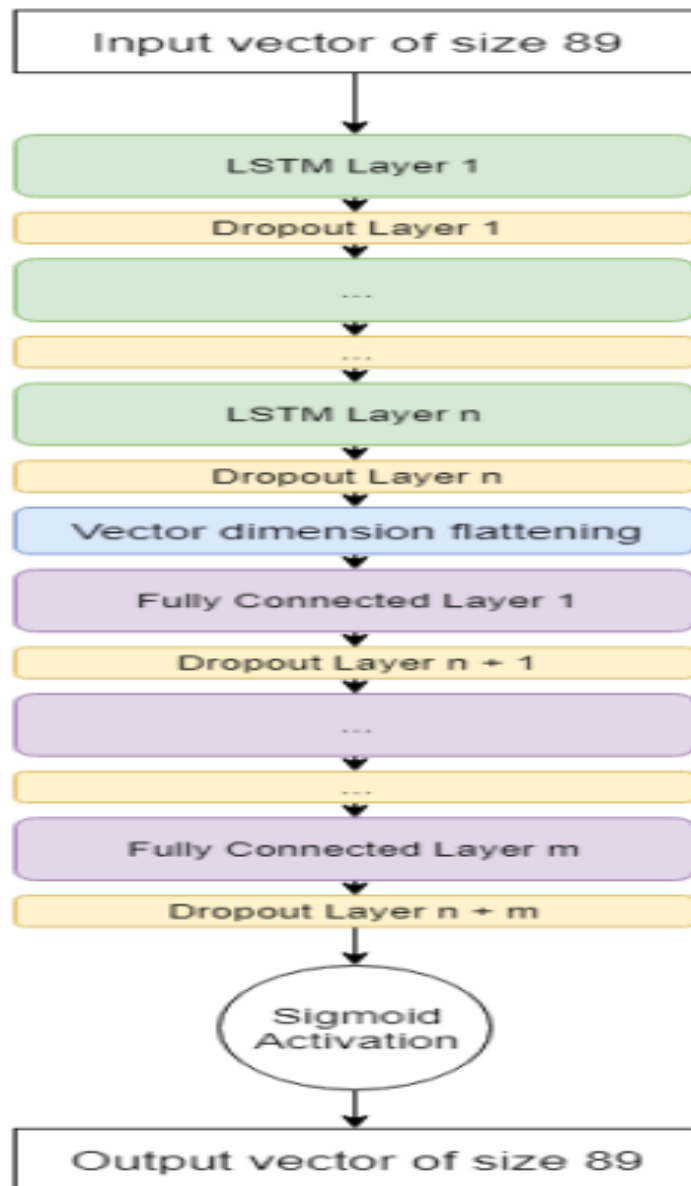 Input vector of size 89
LSTM Layer 1
Dropout Layer 1
...
...
LSTM Layer n
Dropout Layer n
Vector dimension flattening
Fully Connected Layer 1
Dropout Layer n + 1
...
...
Fully Connected Layer m
Dropout Layer n + m
Sigmoid
Activation
Output vector of size 89